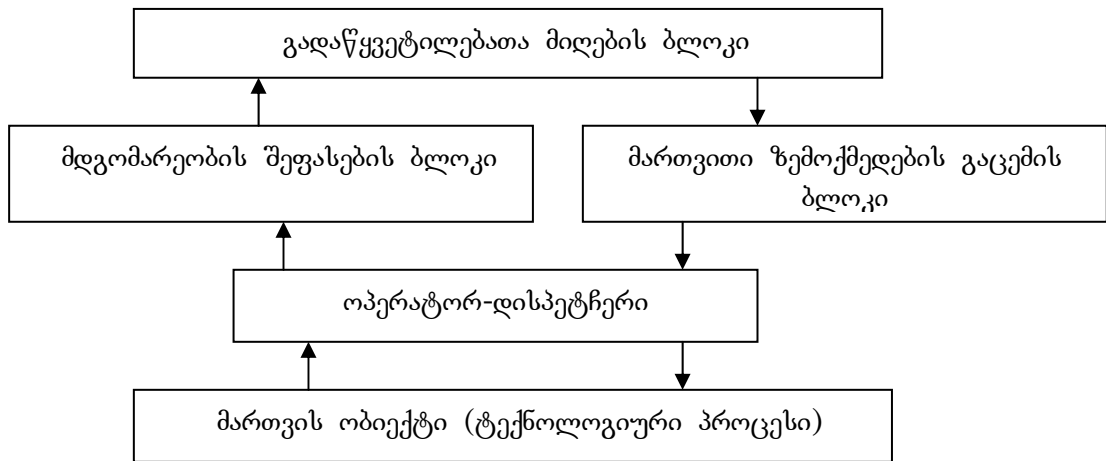 გადაწყვეტილებათა მიღების ბლოკი
მდგომარეობის შეფასების ბლოკი
მართვითი ზემოქმედების გაცემის
ბლოკი
ოპერატორ-დისპეტჩერი
მართვის ობიექტი (ტექნოლოგიური პროცესი)